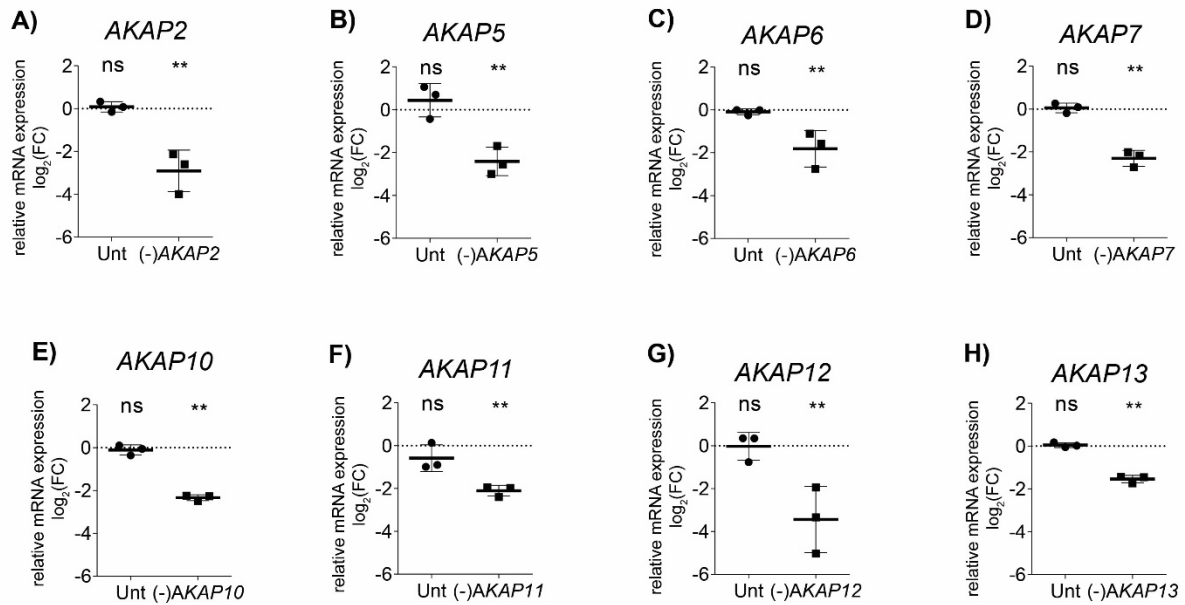 A)
AKAP2
ns **
relative mRNA expression
log2(FC)
2
0
-2
-4
-6
Unt (-)AKAP2
B)
AKAP5
ns **
relative mRNA expression
log2(FC)
2
0
-2
-4
-6
Unt (-)AKAP5
C)
AKAP6
ns **
relative mRNA expression
log2(FC)
2
0
-2
-4
-6
Unt (-)AKAP6
D)
AKAP7
ns **
relative mRNA expression
log2(FC)
2
0
-2
-4
-6
Unt (-)AKAP7
E)
AKAP10
ns **
relative mRNA expression
log2(FC)
2
0
-2
-4
-6
Unt (-)AKAP10
F)
AKAP11
ns **
relative mRNA expression
log2(FC)
2
0
-2
-4
-6
Unt (-)AKAP11
G)
AKAP12
ns **
relative mRNA expression
log2(FC)
2
0
-2
-4
-6
Unt (-)AKAP12
H)
AKAP13
ns **
relative mRNA expression
log2(FC)
2
0
-2
-4
-6
Unt (-)AKAP13